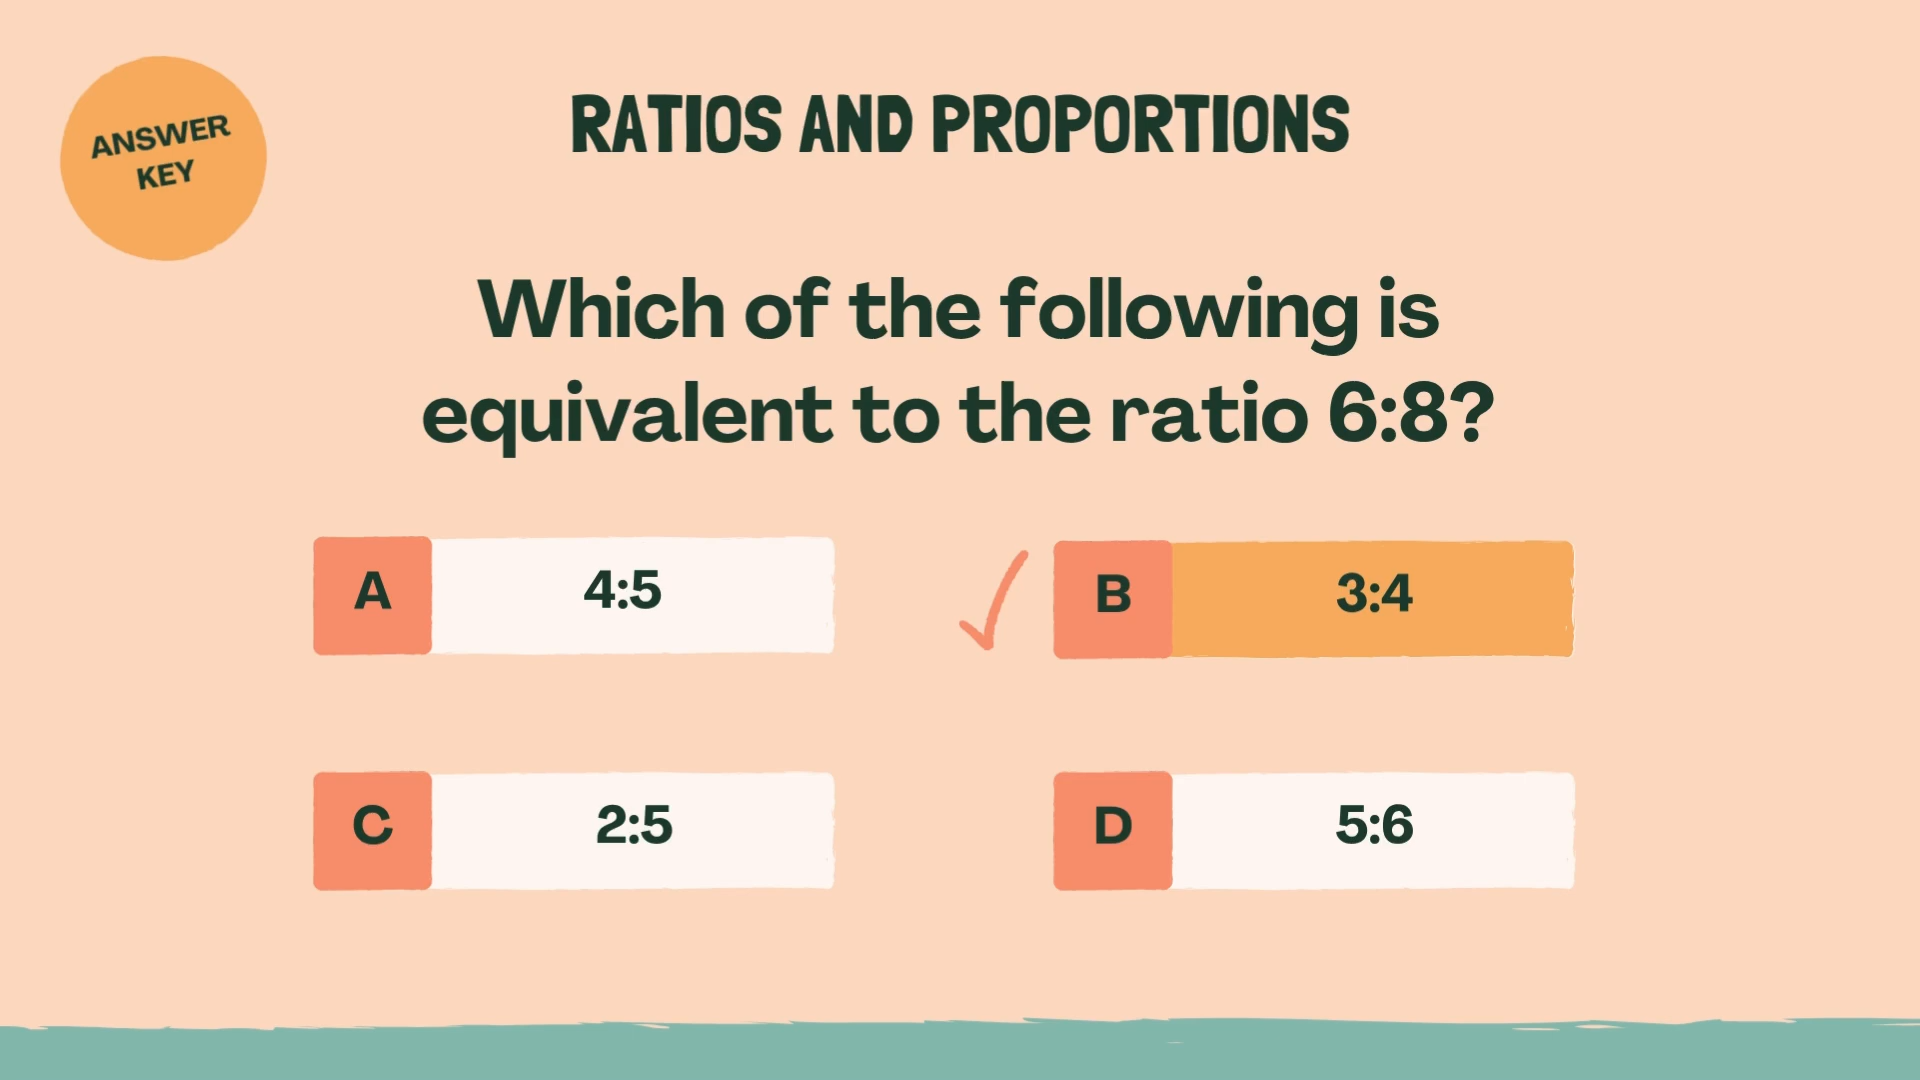 ANSWER
KEY
RATIOS AND PROPORTIONS
Which of the following is
equivalent to the ratio 6:8?
A 4:5
B 3:4
C 2:5
D 5:6